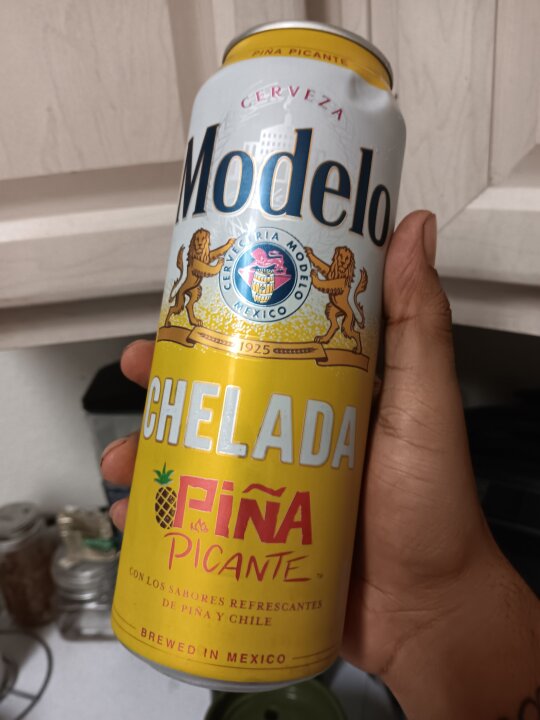 PIÑA PICANTE
CERVEZA
Modelo
CERVECERIA MODELO
MEXICO
1925
CHELADA
PIÑA
PICANTE™
CON LOS SABORES REFRESCANTES
DE PIÑA Y CHILE
BREWED IN MEXICO